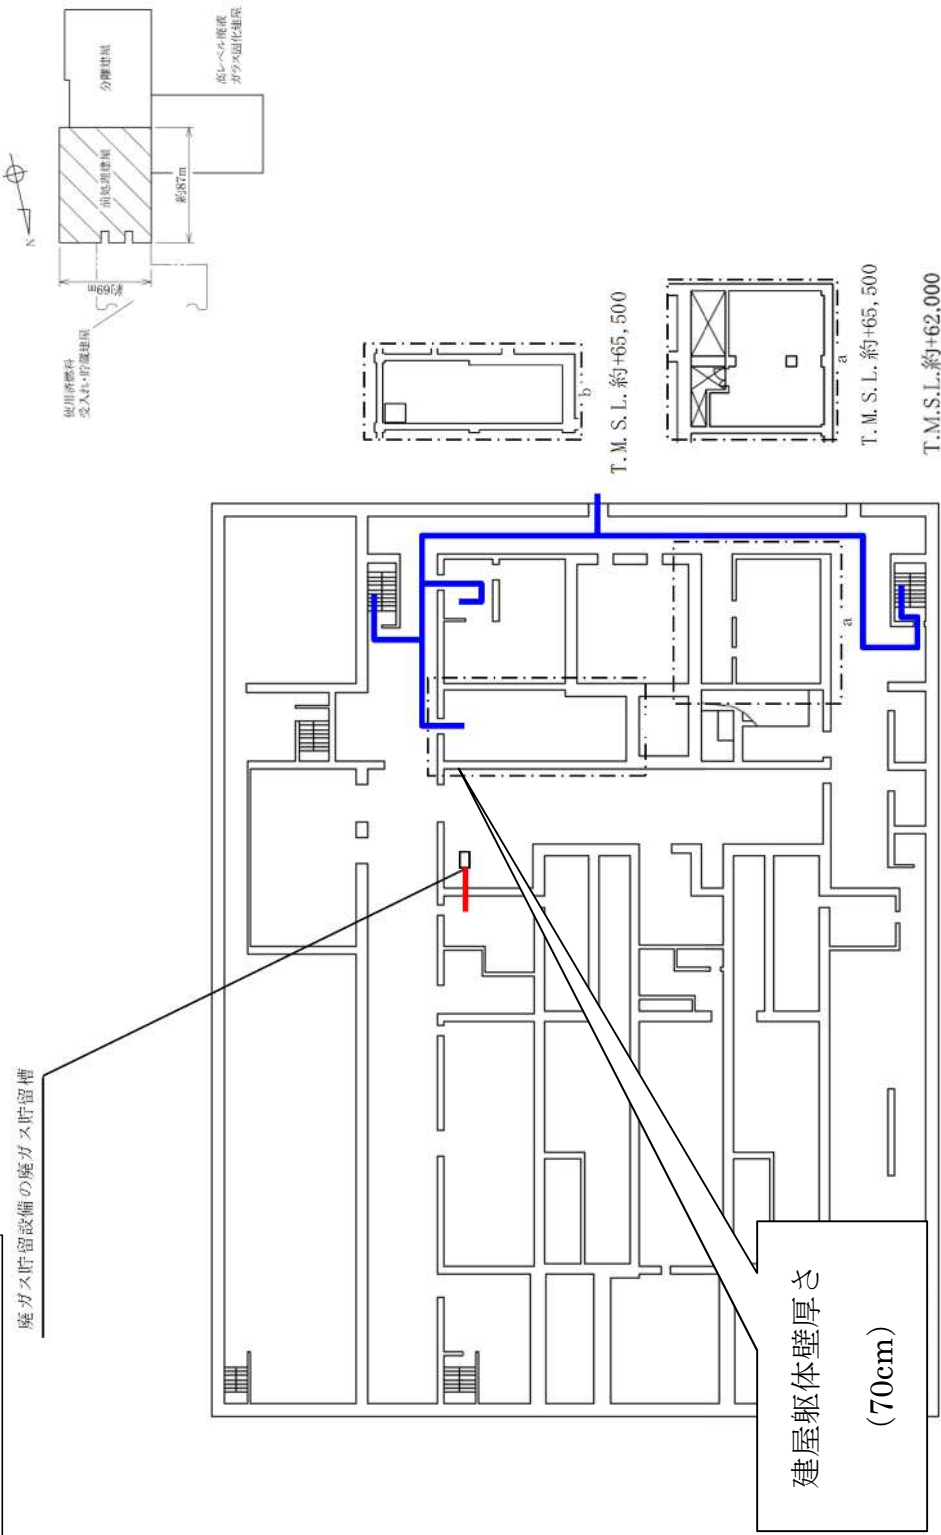 廃ガス貯留設備の廃ガス貯留槽
建屋躯体壁厚さ
(70cm)
使用済燃料
受入れ・貯蔵建屋
N
前処理建屋
分離建屋
高レベル廃液
ガラス固化建屋
約69m
約87m
b
T.M.S.L.約+65,500
a
T.M.S.L.約+65,500
a
T.M.S.L.約+62,000